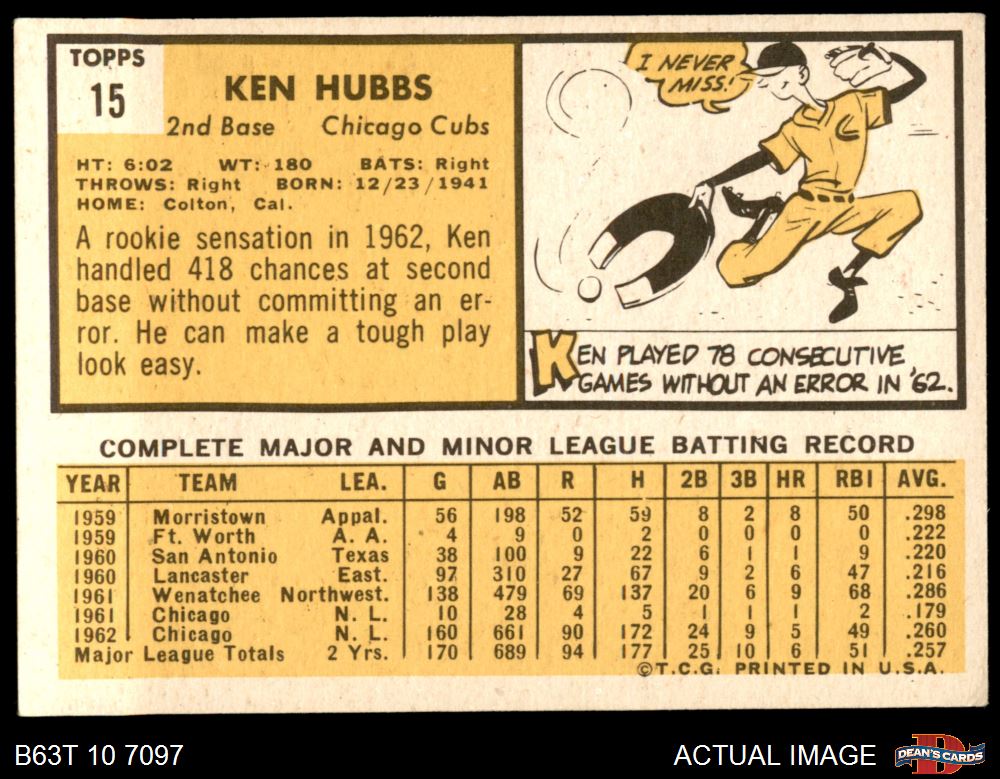 TOPPS
15
KEN HUBBS
2nd Base Chicago Cubs
HT: 6:02 WT: 180 BATS: Right
THROWS: Right BORN: 12/23/1941
HOME: Colton, Cal.
A rookie sensation in 1962, Ken
handled 418 chances at second
base without committing an er-
ror. He can make a tough play
look easy.
I NEVER
MISS!
KEN PLAYED 78 CONSECUTIVE
GAMES WITHOUT AN ERROR IN '62.
COMPLETE MAJOR AND MINOR LEAGUE BATTING RECORD
YEAR TEAM LEA. G AB R H 2B 3B HR RBI AVG.
1959 Morristown Appal. 56 198 52 59 8 2 8 50 .298
1959 Ft. Worth A. A. 4 9 0 2 0 0 0 0 .222
1960 San Antonio Texas 38 100 9 22 6 1 1 9 .220
1960 Lancaster East. 97 310 27 67 9 2 6 47 .216
1961 Wenatchee Northwest. 138 479 69 137 20 6 9 68 .286
1961 Chicago N. L. 10 28 4 5 1 1 1 2 .179
1962 Chicago N. L. 160 661 90 172 24 9 5 49 .260
Major League Totals 2 Yrs. 170 689 94 177 25 10 6 51 .257
©T.C.G. PRINTED IN U.S.A.
B63T 10 7097
ACTUAL IMAGE
DEAN'S CARDS